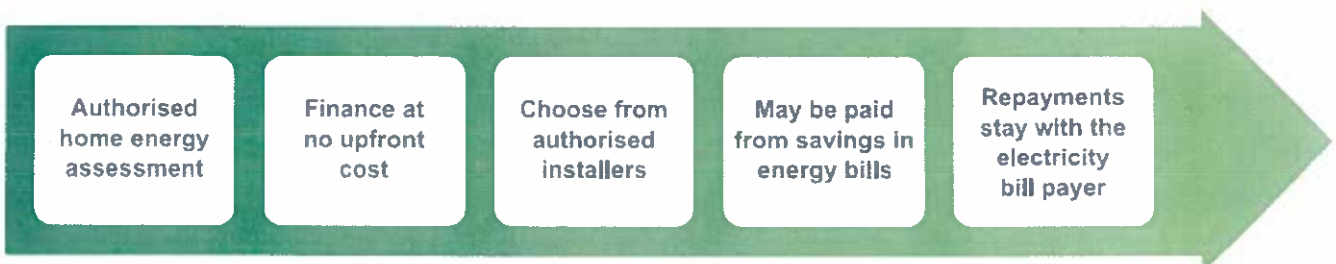 Authorised
home energy
assessment
Finance at
no upfront
cost
Choose from
authorised
installers
May be paid
from savings in
energy bills
Repayments
stay with the
electricity
bill payer